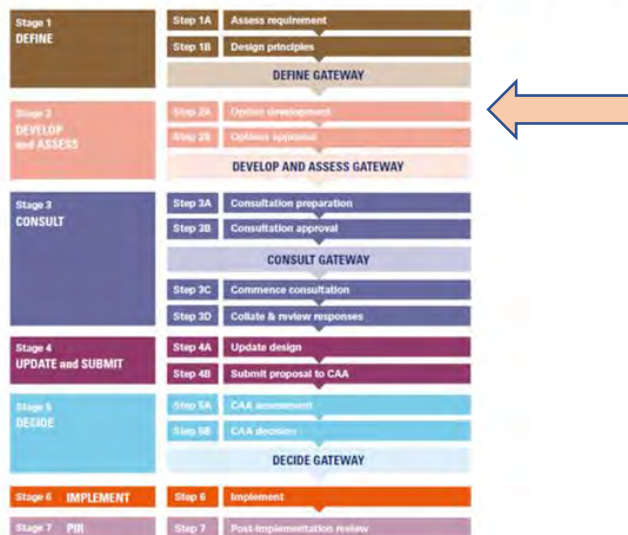 Stage 1
DEFINE
Step 1A Assess requirement
Step 1B Design principles
DEFINE GATEWAY
Stage 2
DEVELOP
and ASSESS
Step 2A Option development
Step 2B Options appraisal
DEVELOP AND ASSESS GATEWAY
Stage 3
CONSULT
Step 3A Consultation preparation
Step 3B Consultation approval
CONSULT GATEWAY
Step 3C Commence consultation
Step 3D Collate & review responses
Stage 4
UPDATE and SUBMIT
Step 4A Update design
Step 4B Submit proposal to CAA
Stage 5
DECIDE
Step 5A CAA assessment
Step 5B CAA decision
DECIDE GATEWAY
Stage 6 IMPLEMENT Step 6 Implement
Stage 7 PIR Step 7 Post-implementation review